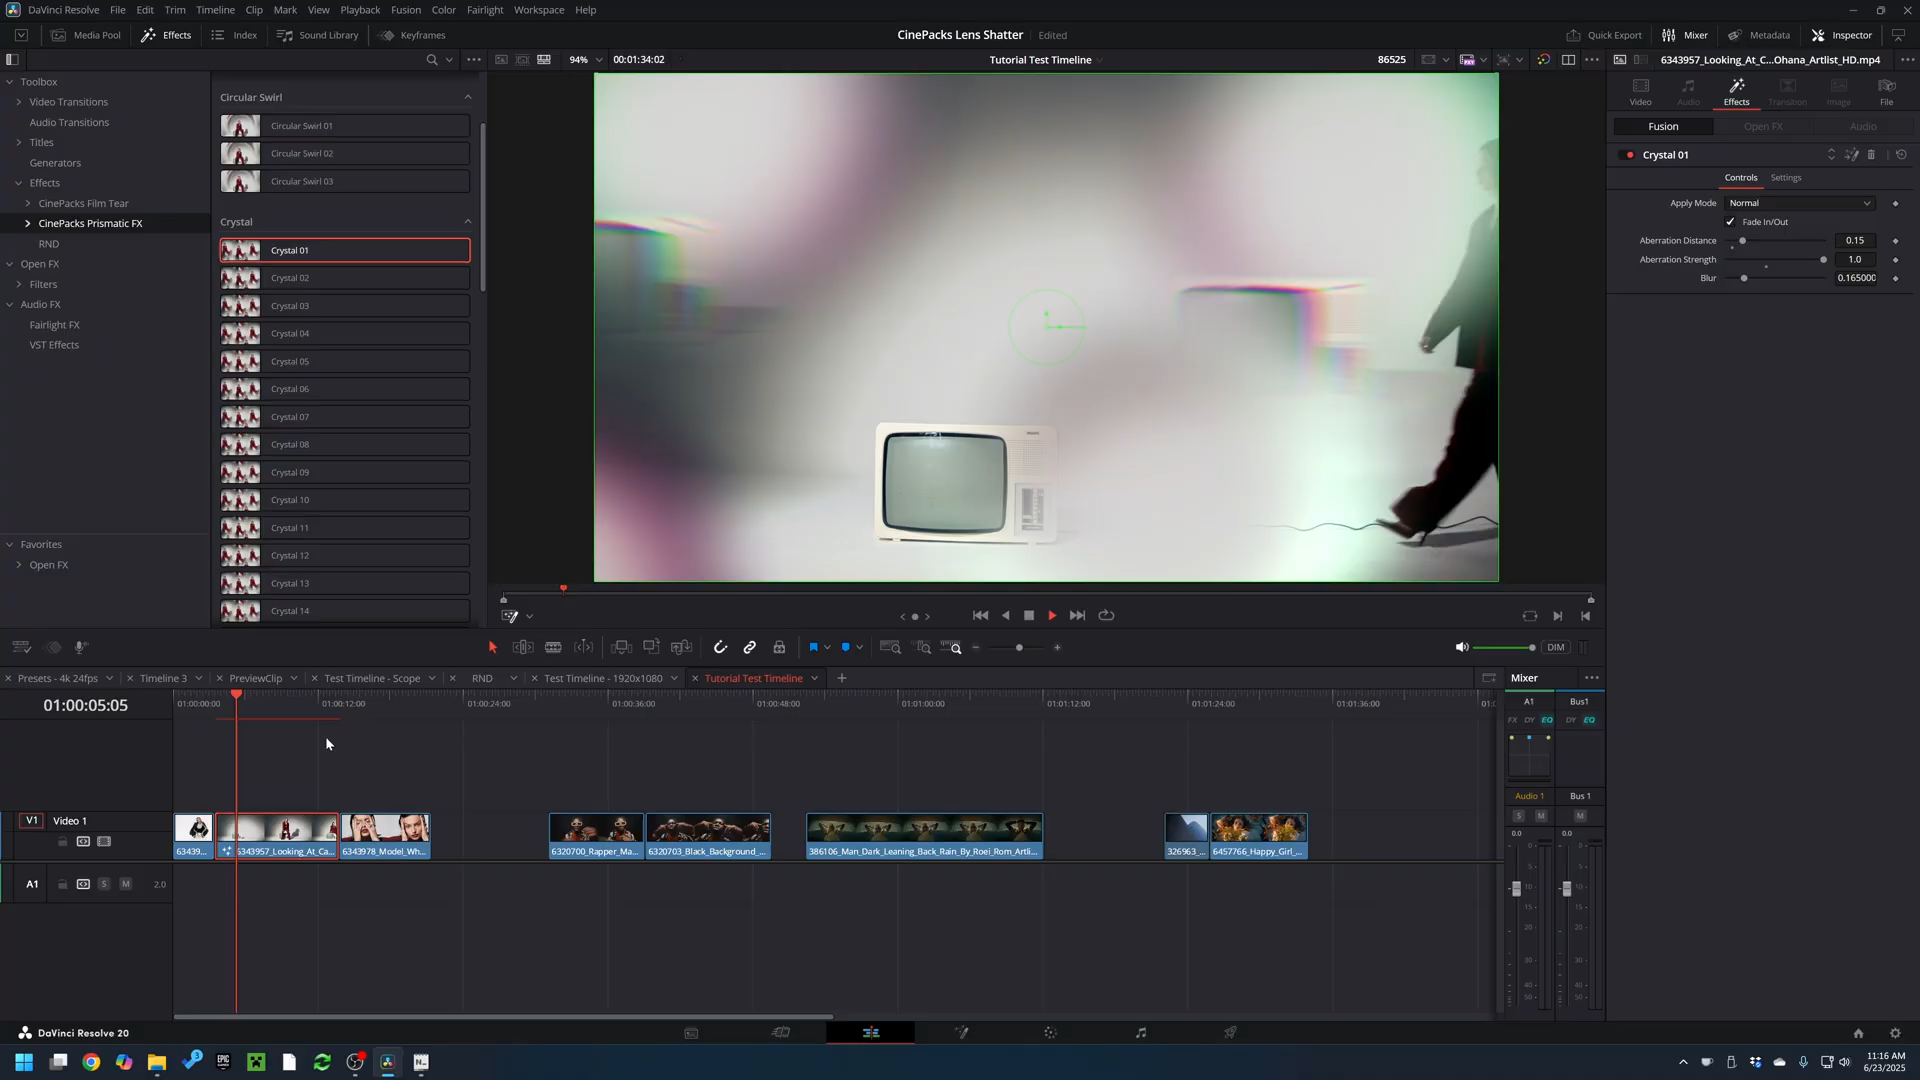 DaVinci Resolve File Edit Trim Timeline Clip Mark View Playback Fusion Color Fairlight Workspace Help
Media Pool Effects Index Sound Library Keyframes CinePacks Lens Shatter Edited Quick Export Mixer Metadata Inspector
94% 00:01:34:02 Tutorial Test Timeline 86525 6343957_Looking_At_C...Ohana_Artlist_HD.mp4
Toolbox
Video Transitions
Audio Transitions
Titles
Generators
Effects
CinePacks Film Tear
CinePacks Prismatic FX
RND
Open FX
Filters
Audio FX
Fairlight FX
VST Effects
Favorites
Open FX
Circular Swirl
Circular Swirl 01
Circular Swirl 02
Circular Swirl 03
Crystal
Crystal 01
Crystal 02
Crystal 03
Crystal 04
Crystal 05
Crystal 06
Crystal 07
Crystal 08
Crystal 09
Crystal 10
Crystal 11
Crystal 12
Crystal 13
Crystal 14
Video Audio Effects Transition Image File
Fusion Open FX Audio
Crystal 01
Controls Settings
Apply Mode Normal
Fade In/Out
Aberration Distance 0.15
Aberration Strength 1.0
Blur 0.165000
DIM
Presets - 4k 24fps Timeline 3 PreviewClip Test Timeline - Scope RND Test Timeline - 1920x1080 Tutorial Test Timeline
01:00:05:05
01:00:00:00 01:00:12:00 01:00:24:00 01:00:36:00 01:00:48:00 01:01:00:00 01:01:12:00 01:01:24:00 01:01:36:00
V1 Video 1
63439... 6343957_Looking_At_Ca... 6343978_Model_Wh... 6320700_Rapper_Ma... 6320703_Black_Background_... 386106_Man_Dark_Leaning_Back_Rain_By_Roei_Rom_Artli... 326963_... 6457766_Happy_Girl_...
A1 S M 2.0
Mixer
A1 Bus1
FX DY EQ DY EQ
Audio 1 Bus 1
S M M
0.0 0.0
DaVinci Resolve 20
11:16 AM
6/23/2025